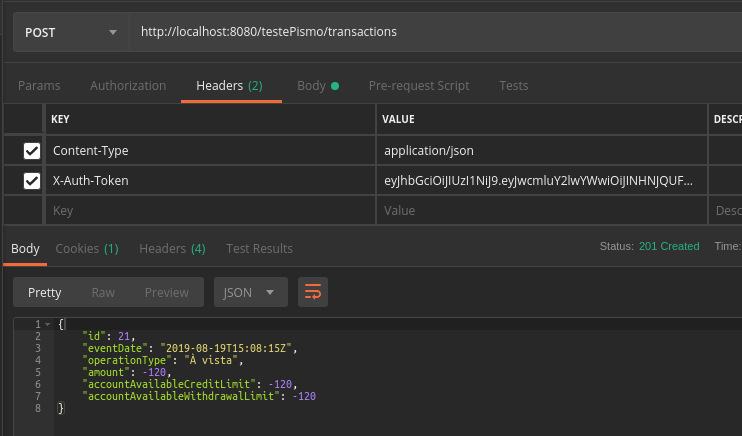 POST http://localhost:8080/testePismo/transactions
Params Authorization Headers (2) Body Pre-request Script Tests
KEY VALUE DESCR
Content-Type application/json
X-Auth-Token eyJhbGciOiJIUzI1NiJ9.eyJwcmluY2lwYWwiOiJINHNJQUF...
Key Value Desc
Body Cookies (1) Headers (4) Test Results Status: 201 Created Time:
Pretty Raw Preview JSON
1 {
2 "id": 21,
3 "eventDate": "2019-08-19T15:08:15Z",
4 "operationType": "À vista",
5 "amount": -120,
6 "accountAvailableCreditLimit": -120,
7 "accountAvailableWithdrawalLimit": -120
8 }